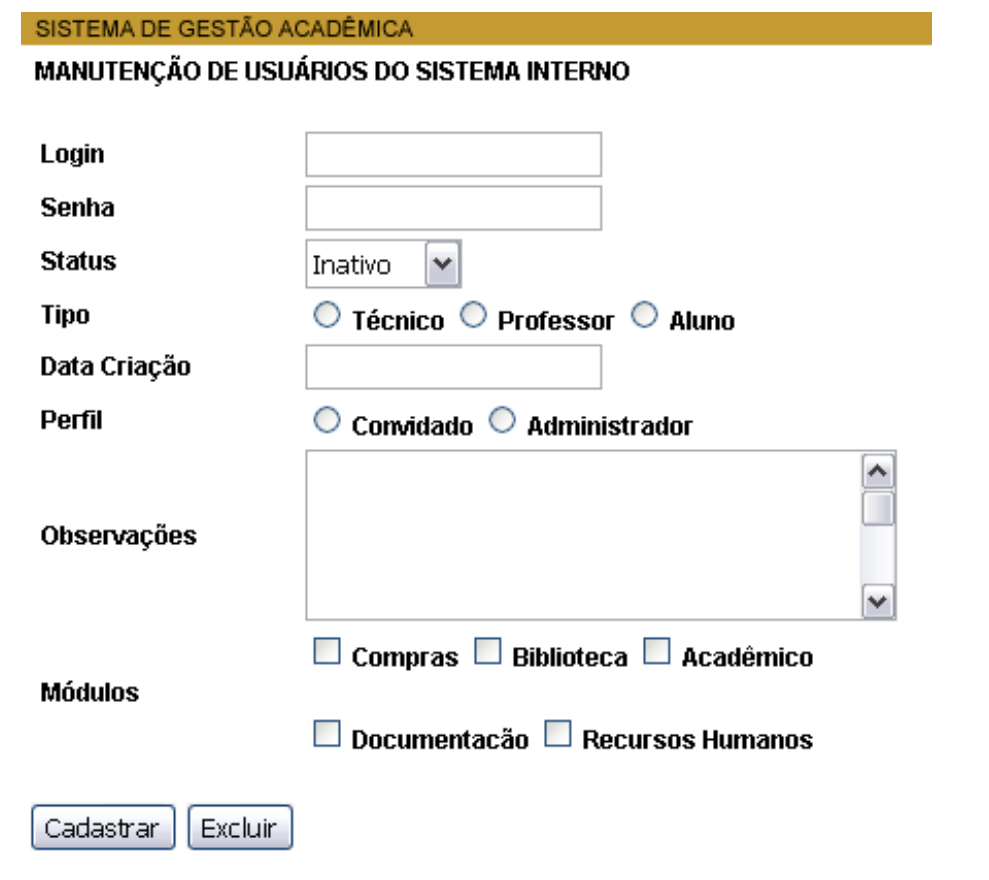 SISTEMA DE GESTÃO ACADÊMICA
MANUTENÇÃO DE USUÁRIOS DO SISTEMA INTERNO
Login
Senha
Status Inativo
Tipo Técnico Professor Aluno
Data Criação
Perfil Convidado Administrador
Observações
Compras Biblioteca Acadêmico
Módulos
Documentacão Recursos Humanos
Cadastrar Excluir